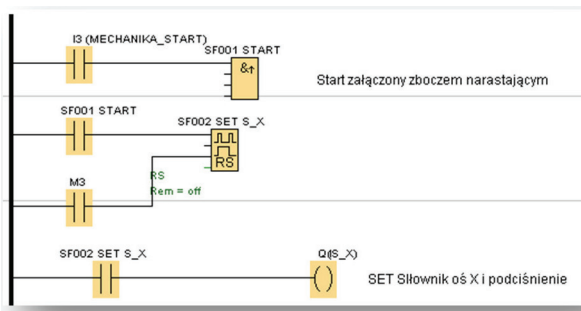 I3 (MECHANIKA_START)
SF001 START
&↑
Start załączony zboczem narastającym
SF001 START
SF002 SET S_X
RS
M3
RS
Rem = off
SF002 SET S_X
Q(S_X)
SET Slłownik oś X i podciśnienie